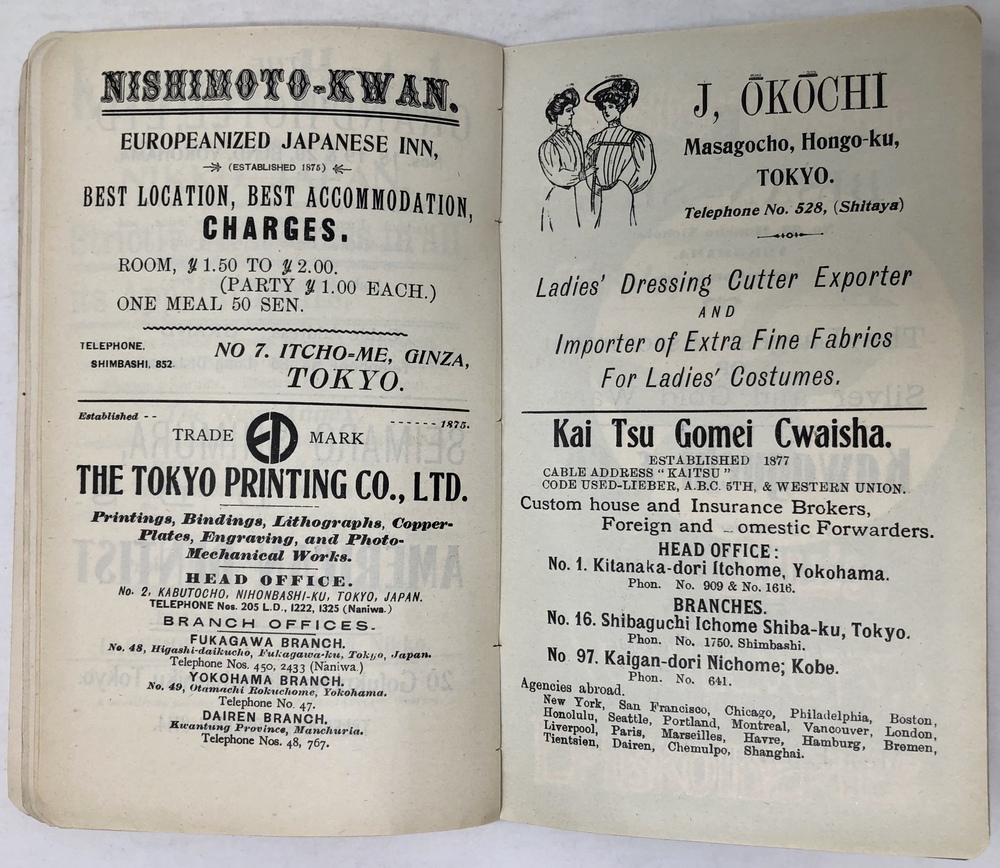 NISHIMOTO-KWAN.
EUROPEANIZED JAPANESE INN,
(ESTABLISHED 1875)
BEST LOCATION, BEST ACCOMMODATION,
CHARGES.
ROOM, ¥ 1.50 TO ¥ 2.00.
(PARTY ¥ 1.00 EACH.)
ONE MEAL 50 SEN.
TELEPHONE,
SHIMBASHI, 852.
NO 7. ITCHO-ME, GINZA,
TOKYO.
Established -- ------ 1875.
TRADE ED MARK
THE TOKYO PRINTING CO., LTD.
Printings, Bindings, Lithographs, Copper-
Plates, Engraving, and Photo-
Mechanical Works.
HEAD OFFICE.
No. 2, KABUTOCHO, NIHONBASHI-KU, TOKYO, JAPAN.
TELEPHONE Nos. 205 L.D., 1222, 1325 (Naniwa.)
BRANCH OFFICES.
FUKAGAWA BRANCH.
No. 48, Higashi-daikucho, Fukagawa-ku, Tokyo, Japan.
Telephone Nos. 450, 2433 (Naniwa.)
YOKOHAMA BRANCH.
No. 49, Otamachi Rokuchome, Yokohama.
Telephone No. 47.
DAIREN BRANCH.
Kwantung Province, Manchuria.
Telephone Nos. 48, 767.
J, ŌKŌCHI
Masagocho, Hongo-ku,
TOKYO.
Telephone No. 528, (Shitaya)
Ladies' Dressing Cutter Exporter
AND
Importer of Extra Fine Fabrics
For Ladies' Costumes.
Kai Tsu Gomei Cwaisha.
ESTABLISHED 1877
CABLE ADDRESS "KAITSU"
CODE USED-LIEBER, A.B.C. 5TH, & WESTERN UNION.
Custom house and Insurance Brokers,
Foreign and omestic Forwarders.
HEAD OFFICE:
No. 1. Kitanaka-dori Itchome, Yokohama.
Phon. No. 909 & No. 1616.
BRANCHES.
No. 16. Shibaguchi Ichome Shiba-ku, Tokyo.
Phon. No. 1750. Shimbashi.
No 97. Kaigan-dori Nichome; Kobe.
Phon. No. 641.
Agencies abroad.
New York, San Francisco, Chicago, Philadelphia, Boston,
Honolulu, Seattle, Portland, Montreal, Vancouver, London,
Liverpool, Paris, Marseilles, Havre, Hamburg, Bremen,
Tientsien, Dairen, Chemulpo, Shanghai.